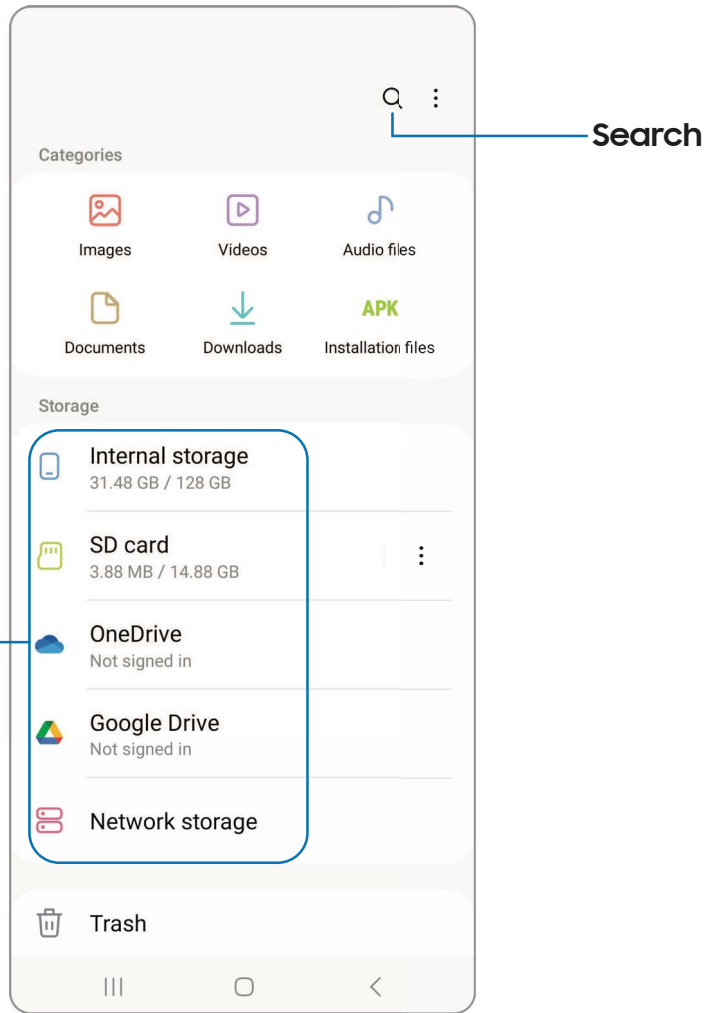 Search
Categories
Images Videos Audio files
Documents Downloads APK Installation files
Storage
Internal storage
31.48 GB / 128 GB
SD card
3.88 MB / 14.88 GB
OneDrive
Not signed in
Google Drive
Not signed in
Network storage
Trash